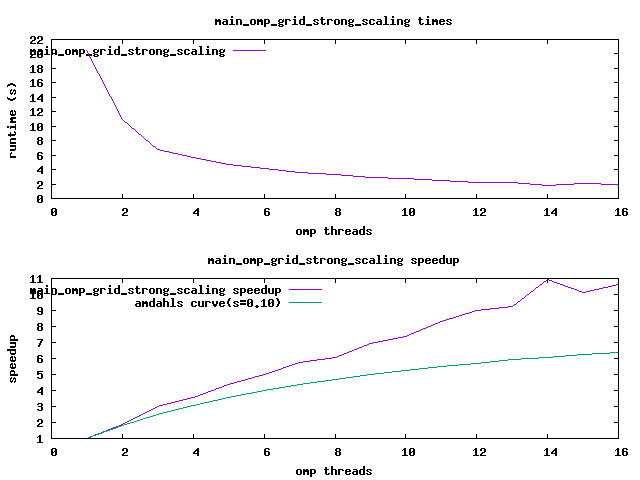 main_omp_grid_strong_scaling times
22
main_omp_grid_strong_scaling
20
18
16
14
12
10
8
6
4
2
0
runtime (s)
0 2 4 6 8 10 12 14 16
omp threads
main_omp_grid_strong_scaling speedup
11
main_omp_grid_strong_scaling speedup
10
amdahls curve(s=0.10)
9
8
7
6
5
4
3
2
1
speedup
0 2 4 6 8 10 12 14 16
omp threads